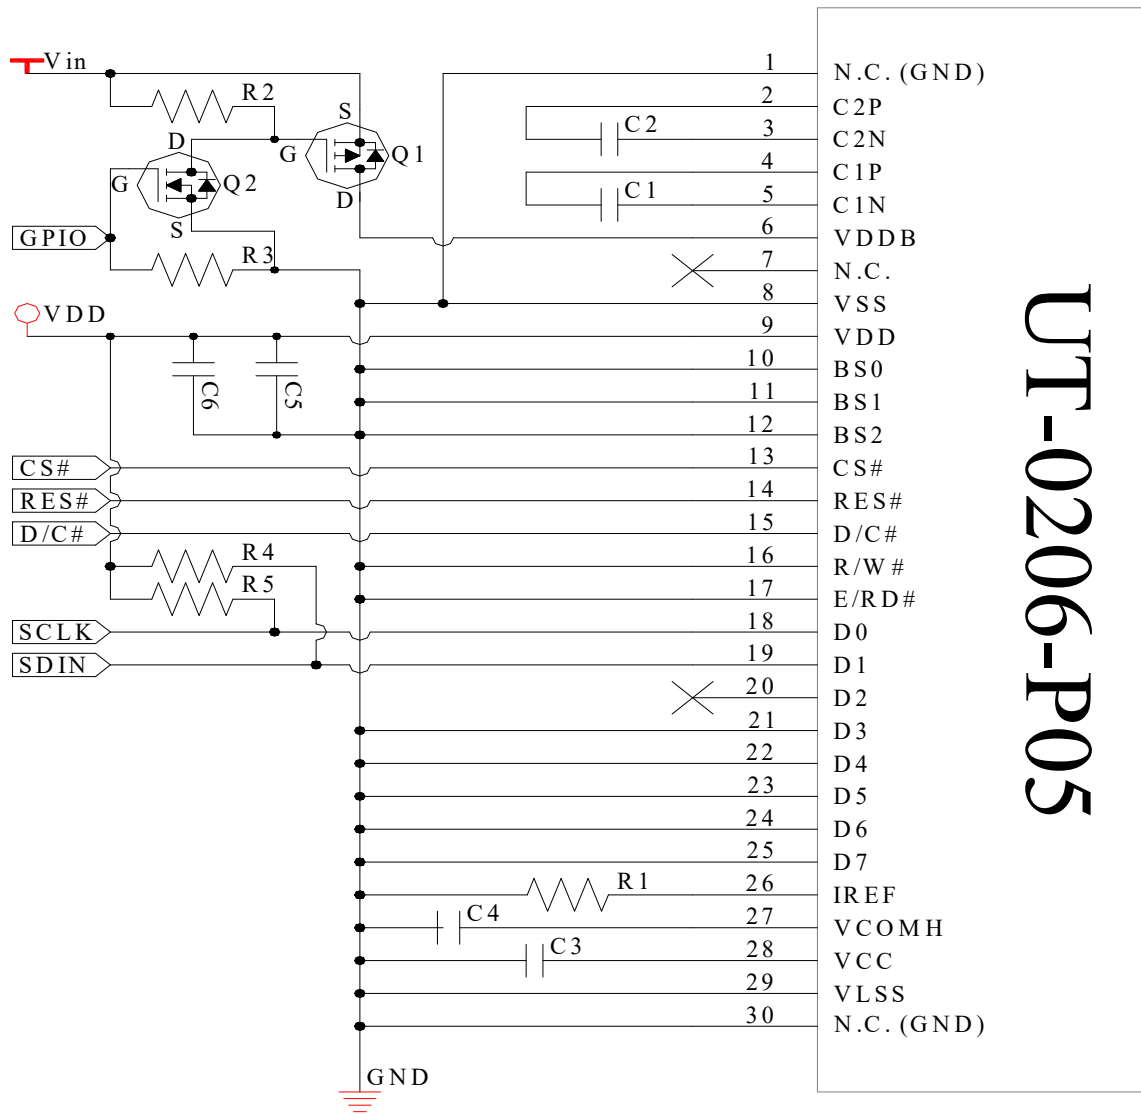 Vin
R2
S
G
Q1
D
D
G
Q2
S
GPIO
R3
VDD
C6
C5
CS#
RES#
D/C#
R4
R5
SCLK
SDIN
GND
C2
C1
R1
C4
C3
1 N.C. (GND)
2 C2P
3 C2N
4 C1P
5 C1N
6 VDDB
7 N.C.
8 VSS
9 VDD
10 BS0
11 BS1
12 BS2
13 CS#
14 RES#
15 D/C#
16 R/W#
17 E/RD#
18 D0
19 D1
20 D2
21 D3
22 D4
23 D5
24 D6
25 D7
26 IREF
27 VCOMH
28 VCC
29 VLSS
30 N.C. (GND)
UT-0206-P05